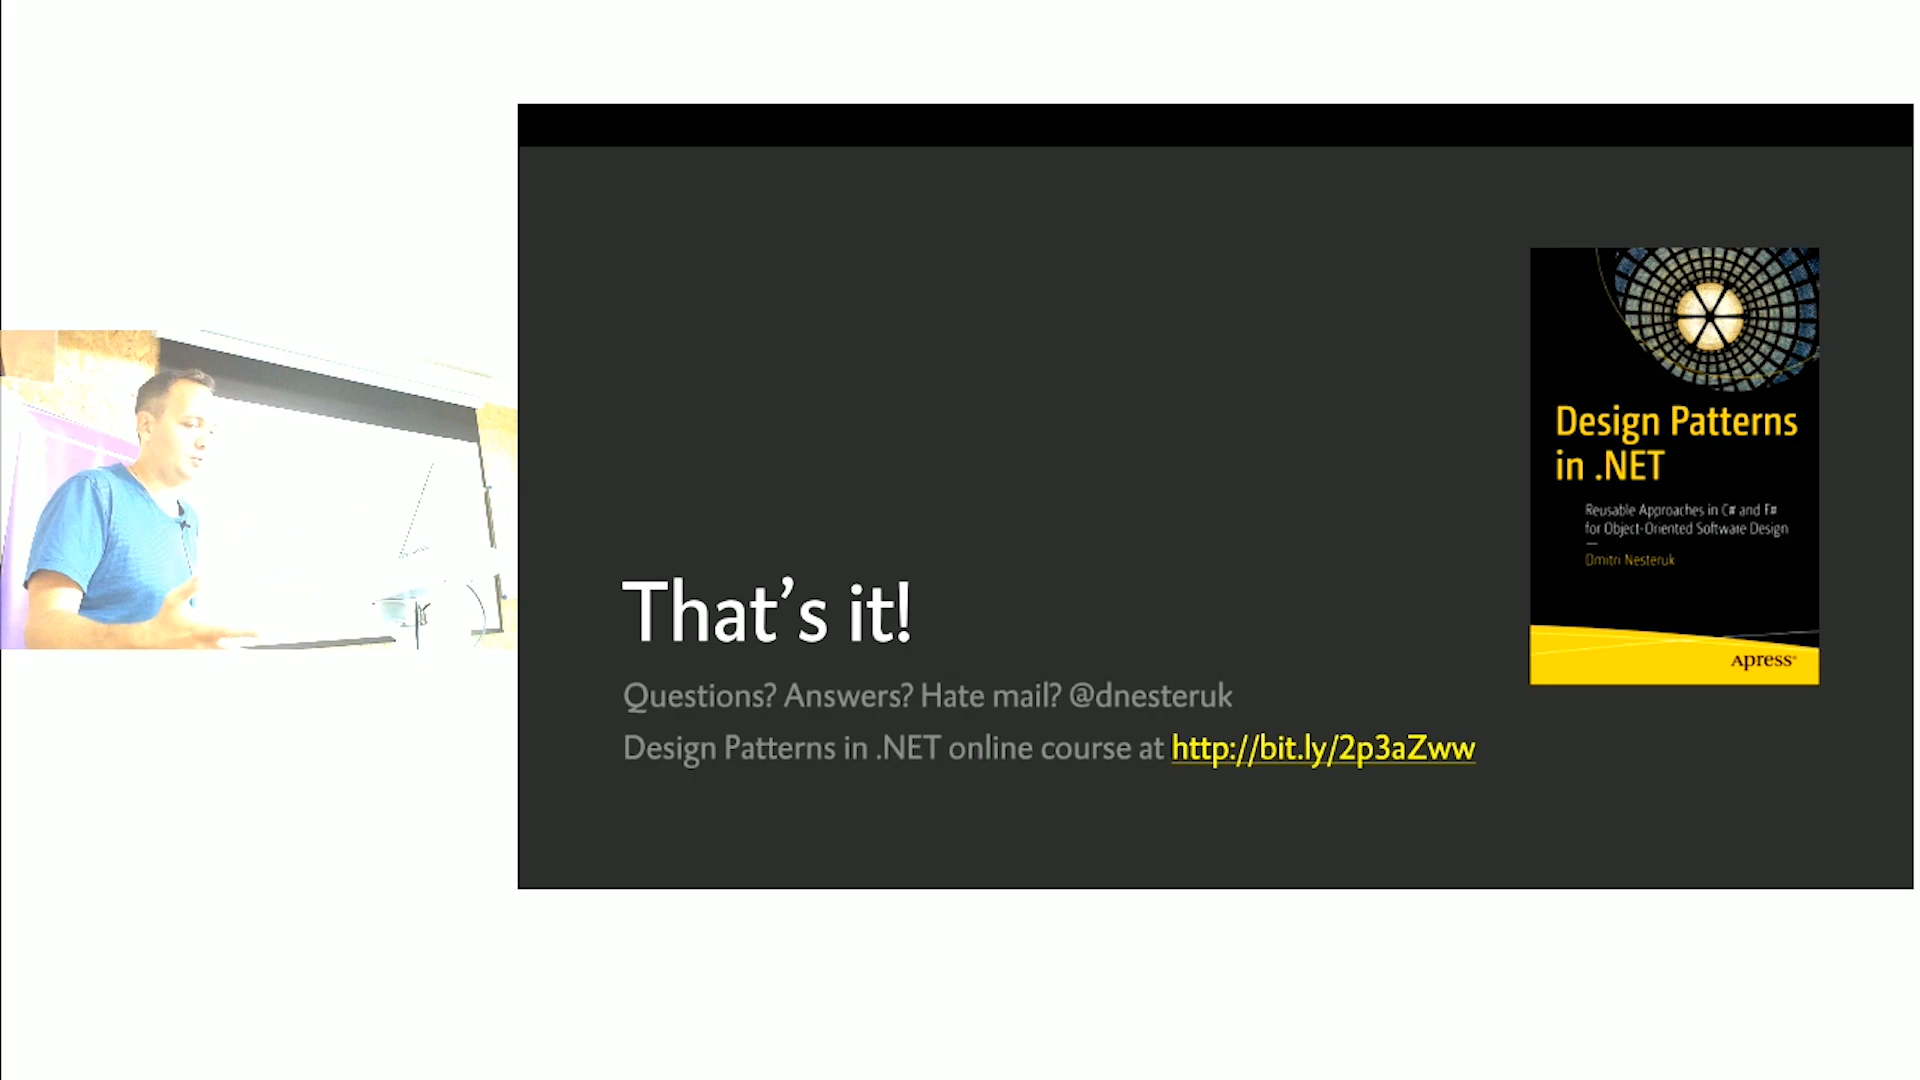 Design Patterns
in .NET
Reusable Approaches in C# and F#
for Object-Oriented Software Design
Dmitri Nesteruk
Apress®
That's it!
Questions? Answers? Hate mail? @dnesteruk
Design Patterns in .NET online course at http://bit.ly/2p3aZww